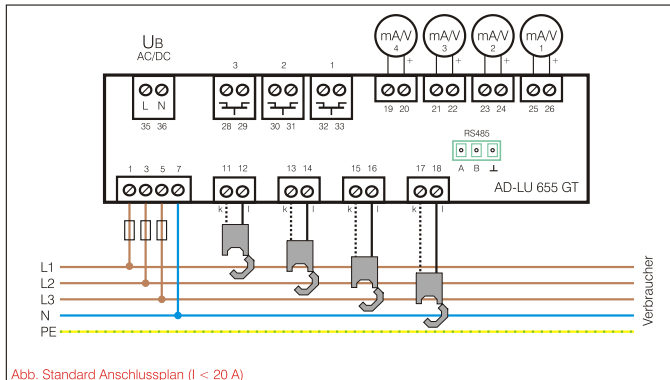 UB
AC/DC
mA/V
4
+
mA/V
3
+
mA/V
2
+
mA/V
1
+
L N
35 36
3
28 29
2
30 31
1
32 33
19 20
21 22
23 24
25 26
RS485
A B ⊥
AD-LU 655 GT
1 3 5 7
11 12
13 14
15 16
17 18
k l
k l
k l
k l
L1
L2
L3
N
PE
Verbraucher
Abb. Standard Anschlussplan (I < 20 A)